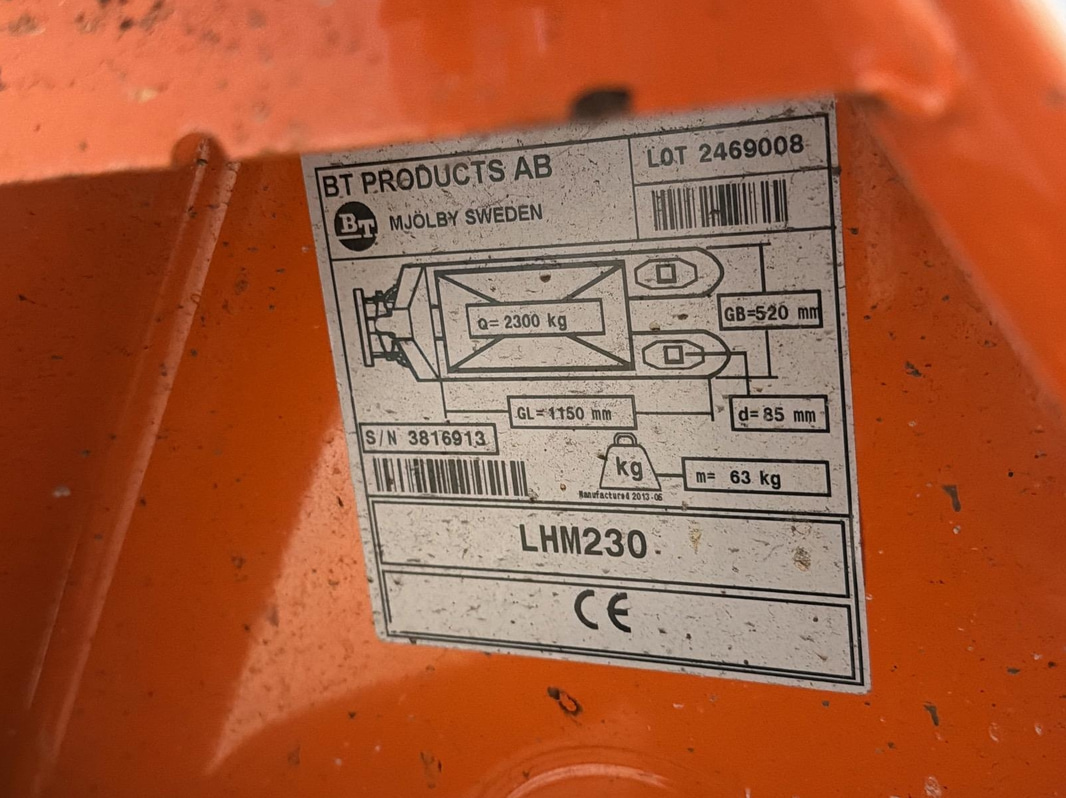 BT PRODUCTS AB
BT MJÖLBY SWEDEN
LOT 2469008
Q= 2300 kg
GB=520 mm
GL=1150 mm
d=85 mm
S/N 3816913
kg
m= 63 kg
Manufactured 2013-06
LHM230
CE